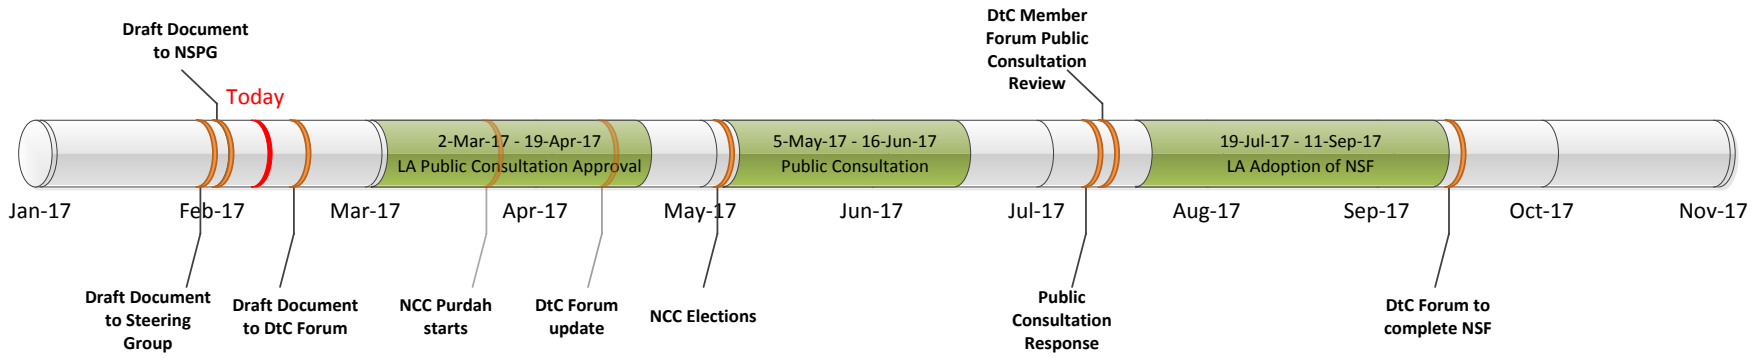 Draft Document
to NSPG
DtC Member
Forum Public
Consultation
Review
Today
2-Mar-17 - 19-Apr-17
LA Public Consultation Approval
5-May-17 - 16-Jun-17
Public Consultation
19-Jul-17 - 11-Sep-17
LA Adoption of NSF
Jan-17
Feb-17
Mar-17
Apr-17
May-17
Jun-17
Jul-17
Aug-17
Sep-17
Oct-17
Nov-17
Draft Document
to Steering
Group
Draft Document
to DtC Forum
NCC Purdah
starts
DtC Forum
update
NCC Elections
Public
Consultation
Response
DtC Forum to
complete NSF